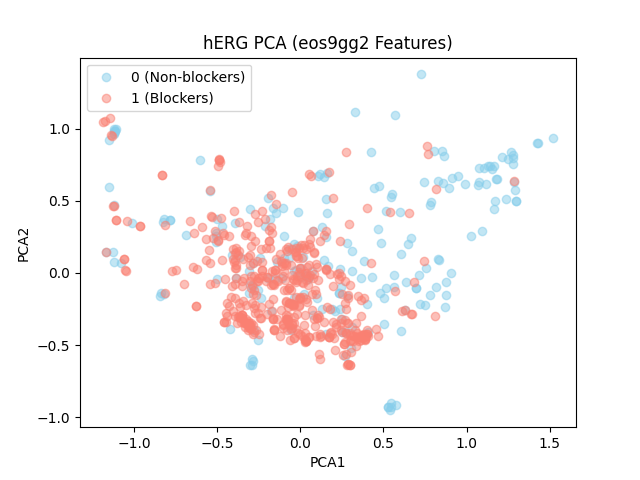 hERG PCA (eos9gg2 Features)
0 (Non-blockers)
1 (Blockers)
PCA2
1.0
0.5
0.0
−0.5
−1.0
−1.0 −0.5 0.0 0.5 1.0 1.5
PCA1